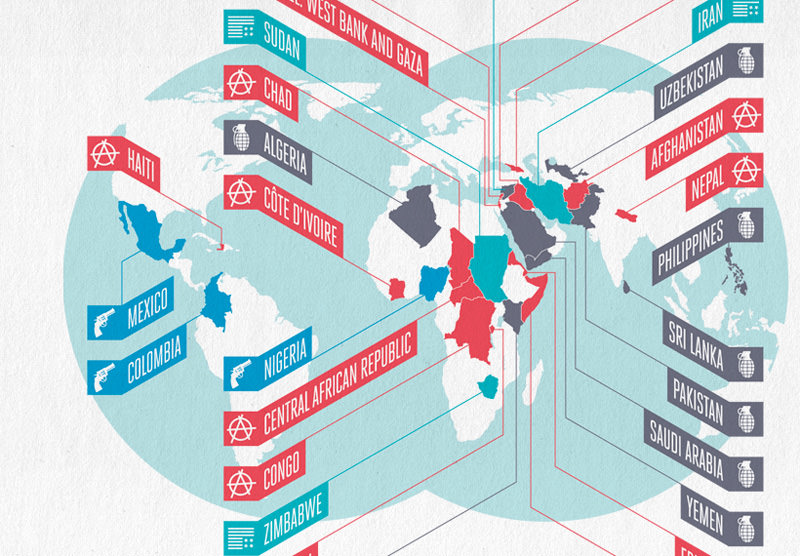 WEST BANK AND GAZA
SUDAN
CHAD
ALGERIA
HAITI
CÔTE D'IVOIRE
MEXICO
COLOMBIA
NIGERIA
CENTRAL AFRICAN REPUBLIC
CONGO
ZIMBABWE
IRAN
UZBEKISTAN
AFGHANISTAN
NEPAL
PHILIPPINES
SRI LANKA
PAKISTAN
SAUDI ARABIA
YEMEN